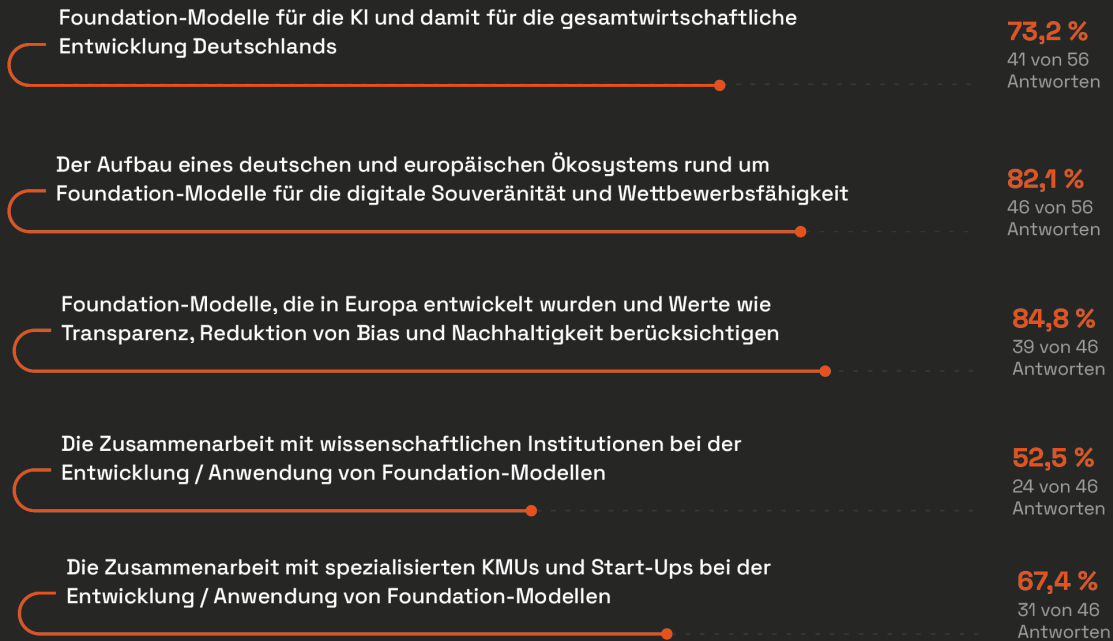 Foundation-Modelle für die KI und damit für die gesamtwirtschaftliche
Entwicklung Deutschlands
73,2 %
41 von 56
Antworten
Der Aufbau eines deutschen und europäischen Ökosystems rund um
Foundation-Modelle für die digitale Souveränität und Wettbewerbsfähigkeit
82,1 %
46 von 56
Antworten
Foundation-Modelle, die in Europa entwickelt wurden und Werte wie
Transparenz, Reduktion von Bias und Nachhaltigkeit berücksichtigen
84,8 %
39 von 46
Antworten
Die Zusammenarbeit mit wissenschaftlichen Institutionen bei der
Entwicklung / Anwendung von Foundation-Modellen
52,5 %
24 von 46
Antworten
Die Zusammenarbeit mit spezialisierten KMUs und Start-Ups bei der
Entwicklung / Anwendung von Foundation-Modellen
67,4 %
31 von 46
Antworten